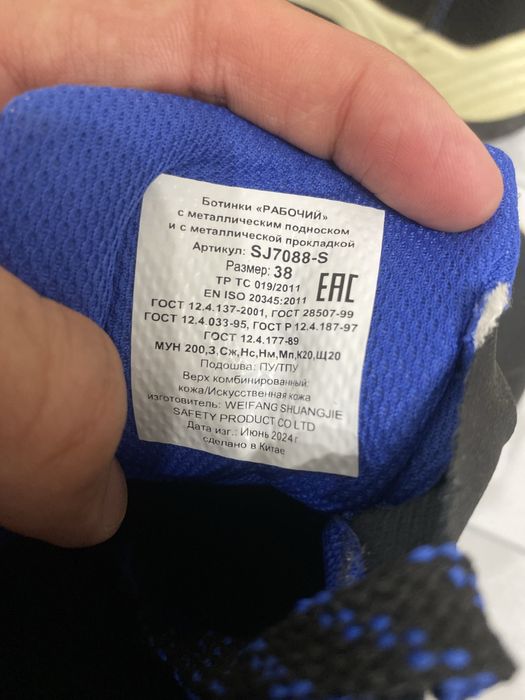 Ботинки «РАБОЧИЙ»
с металлическим подноском
и с металлической прокладкой
Артикул: SJ7088-S
Размер: 38
ТР ТС 019/2011
EAC
EN ISO 20345:2011
ГОСТ 12.4.137-2001, ГОСТ 28507-99
ГОСТ 12.4.033-95, ГОСТ Р 12.4.187-97
ГОСТ 12.4.177-89
МУН 200,З,Сж,Нс,Нм,Мп,К20,Щ20
Подошва: ПУ/ТПУ
Верх комбинированный:
кожа/Искусственная кожа
изготовитель: WEIFANG SHUANGJIE
SAFETY PRODUCT CO LTD
Дата изг.: Июнь 2024 г
сделано в Китае